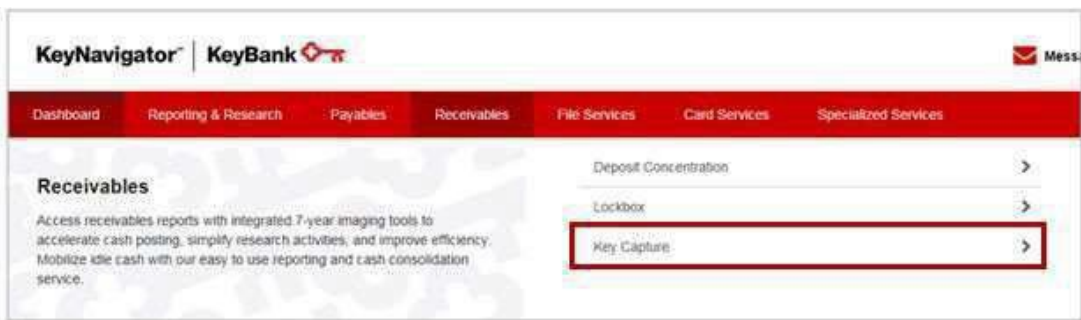 KeyNavigator™ KeyBank
Mess
Dashboard Reporting & Research Payables Receivables File Services Card Services Specialized Services
Receivables
Access receivables reports with integrated 7-year imaging tools to
accelerate cash posting, simplify research activities, and improve efficiency.
Mobilize idle cash with our easy to use reporting and cash consolidation
service.
Deposit Concentration
Lockbox
Key Capture